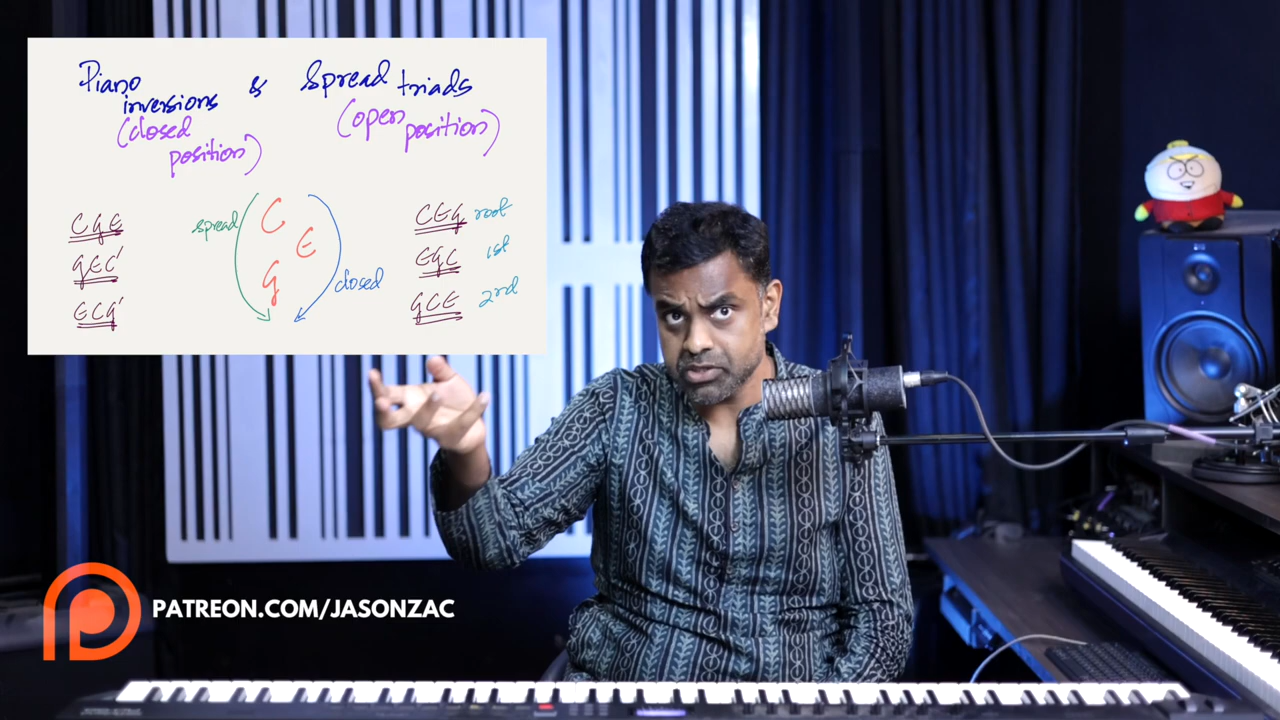 Piano inversions & spread triads
(closed position) (open position)
CGE
GEC'
ECG'
spread
C
E
G
closed
CEG root
EGC 1st
GCE 2nd
PATREON.COM/JASONZAC